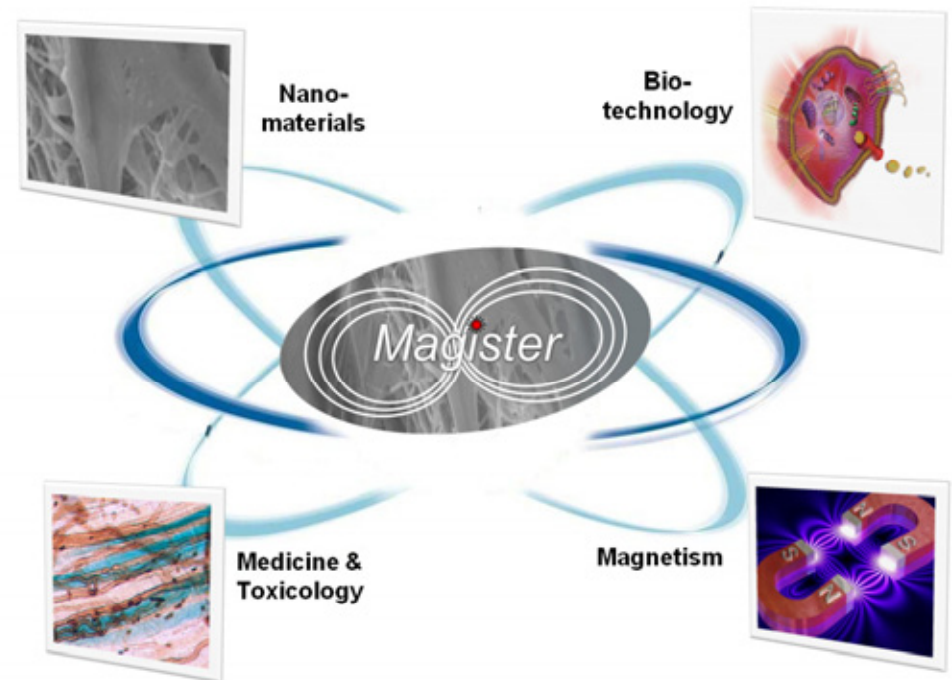 Nano-
materials
Bio-
technology
Magister
Medicine &
Toxicology
Magnetism
N
S
S
N